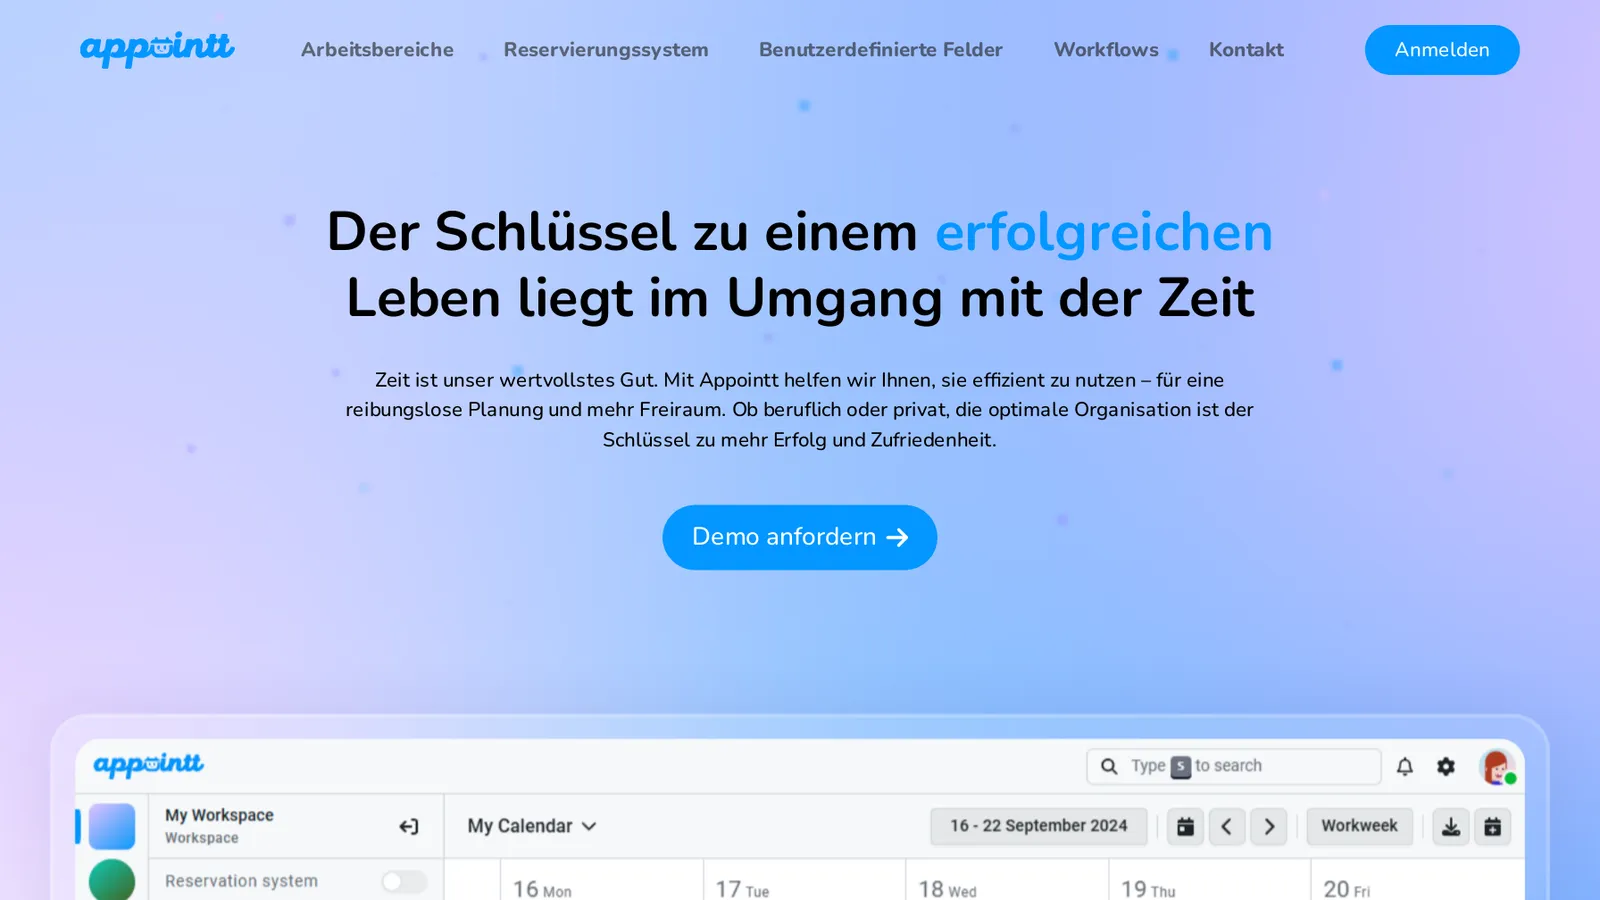 appointt
Arbeitsbereiche
Reservierungssystem
Benutzerdefinierte Felder
Workflows
Kontakt
Anmelden
Der Schlüssel zu einem erfolgreichen
Leben liegt im Umgang mit der Zeit
Zeit ist unser wertvollstes Gut. Mit Appointt helfen wir Ihnen, sie effizient zu nutzen – für eine
reibungslose Planung und mehr Freiraum. Ob beruflich oder privat, die optimale Organisation ist der
Schlüssel zu mehr Erfolg und Zufriedenheit.
Demo anfordern
appointt
Type S to search
My Workspace
Workspace
My Calendar
16 - 22 September 2024
Workweek
Reservation system
16 Mon
17 Tue
18 Wed
19 Thu
20 Fri